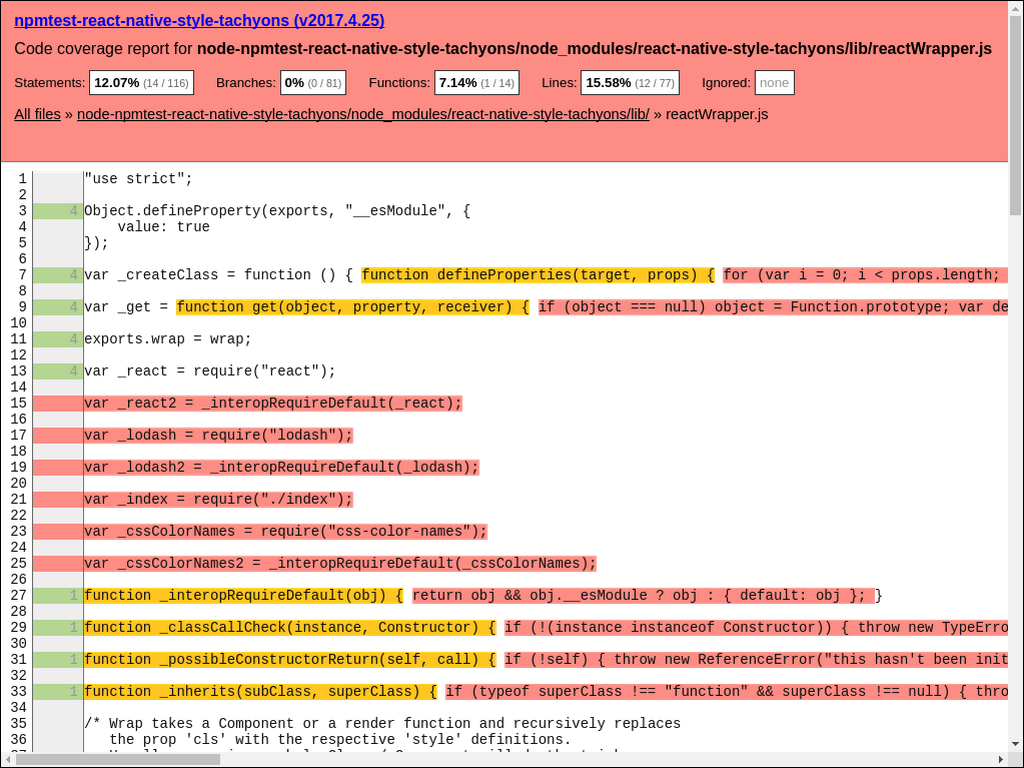 npmtest-react-native-style-tachyons (v2017.4.25)
Code coverage report for node-npmtest-react-native-style-tachyons/node_modules/react-native-style-tachyons/lib/reactWrapper.js
Statements: 12.07% (14 / 116) Branches: 0% (0 / 81) Functions: 7.14% (1 / 14) Lines: 15.58% (12 / 77) Ignored: none
All files » node-npmtest-react-native-style-tachyons/node_modules/react-native-style-tachyons/lib/ » reactWrapper.js
1 "use strict";
2
3 4 Object.defineProperty(exports, "__esModule", {
4 value: true
5 });
6
7 4 var _createClass = function () { function defineProperties(target, props) { for (var i = 0; i < props.length;
8
9 4 var _get = function get(object, property, receiver) { if (object === null) object = Function.prototype; var de
10
11 4 exports.wrap = wrap;
12
13 4 var _react = require("react");
14
15 var _react2 = _interopRequireDefault(_react);
16
17 var _lodash = require("lodash");
18
19 var _lodash2 = _interopRequireDefault(_lodash);
20
21 var _index = require("./index");
22
23 var _cssColorNames = require("css-color-names");
24
25 var _cssColorNames2 = _interopRequireDefault(_cssColorNames);
26
27 1 function _interopRequireDefault(obj) { return obj && obj.__esModule ? obj : { default: obj }; }
28
29 1 function _classCallCheck(instance, Constructor) { if (!(instance instanceof Constructor)) { throw new TypeErro
30
31 1 function _possibleConstructorReturn(self, call) { if (!self) { throw new ReferenceError("this hasn't been init
32
33 1 function _inherits(subClass, superClass) { if (typeof superClass !== "function" && superClass !== null) { thro
34
35 /* Wrap takes a Component or a render function and recursively replaces
36 the prop 'cls' with the respective 'style' definitions.